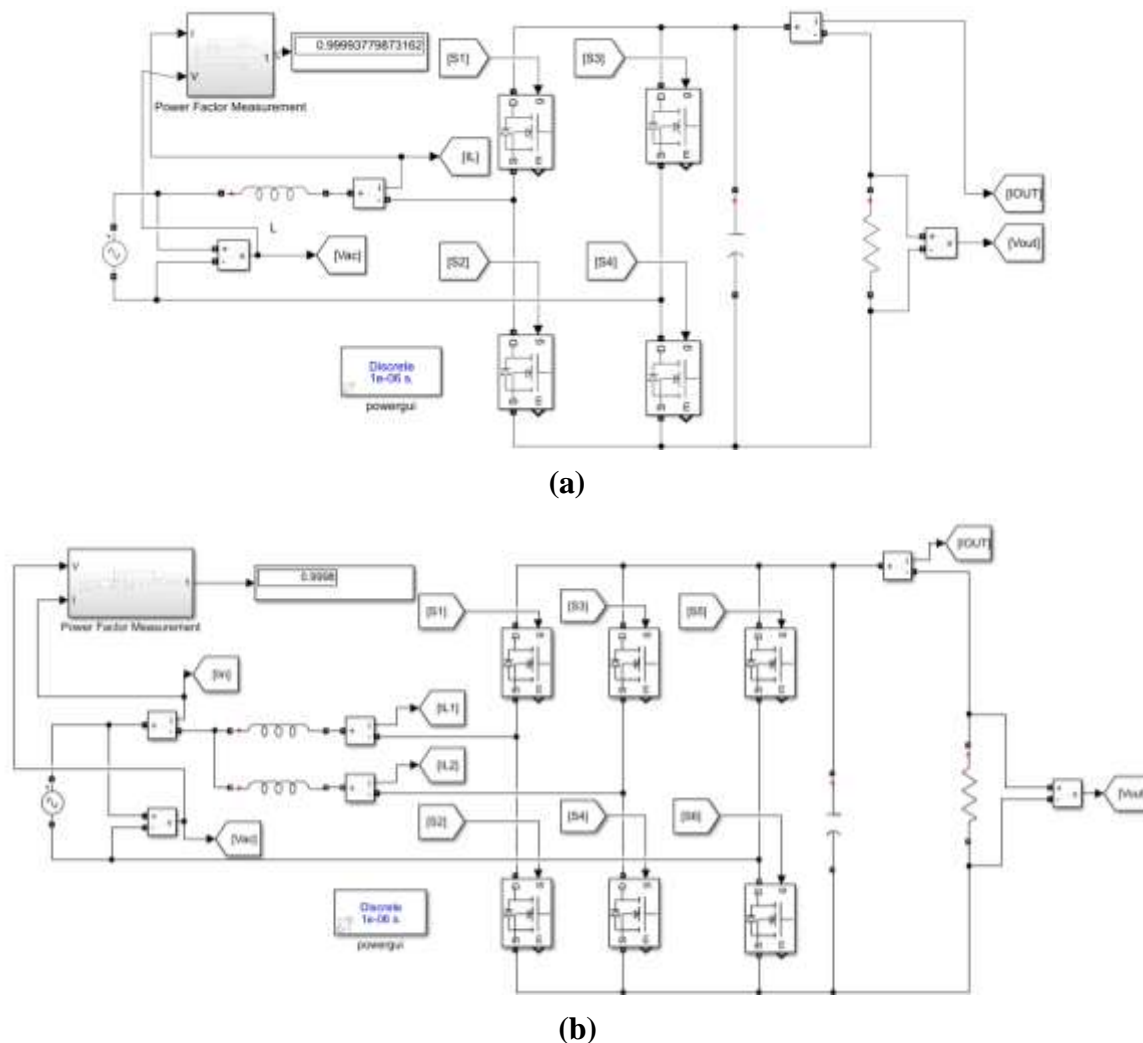 I
V
t
0.99993779873162
Power Factor Measurement
[S1]
[S3]
[IL]
[IOUT]
L
[Vac]
[S2]
[S4]
[Vout]
Discrete
1e-06 s.
powergui
(a)
V
I
t
0.9998
Power Factor Measurement
[S1]
[S3]
[S5]
[IOUT]
[Iin]
[IL1]
[IL2]
[Vac]
[S2]
[S4]
[S6]
[Vout
Discrete
1e-06 s.
powergui
(b)